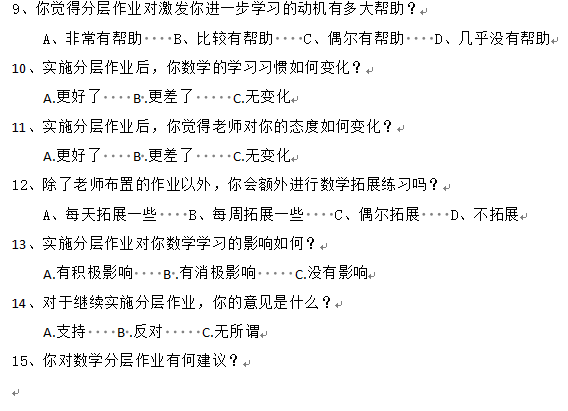 9、你觉得分层作业对激发你进一步学习的动机有多大帮助？
A、非常有帮助····B、比较有帮助····C、偶尔有帮助····D、几乎没有帮助
10、实施分层作业后，你数学的学习习惯如何变化？
A.更好了····B·.更差了·····C.无变化
11、实施分层作业后，你觉得老师对你的态度如何变化？
A.更好了····B·.更差了·····C.无变化
12、除了老师布置的作业以外，你会额外进行数学拓展练习吗？
A、每天拓展一些····B、每周拓展一些····C、偶尔拓展····D、不拓展
13、实施分层作业对你数学学习的影响如何？
A.有积极影响····B·.有消极影响·····C.没有影响
14、对于继续实施分层作业，你的意见是什么？
A.支持····B·.反对·····C.无所谓
15、你对数学分层作业有何建议？